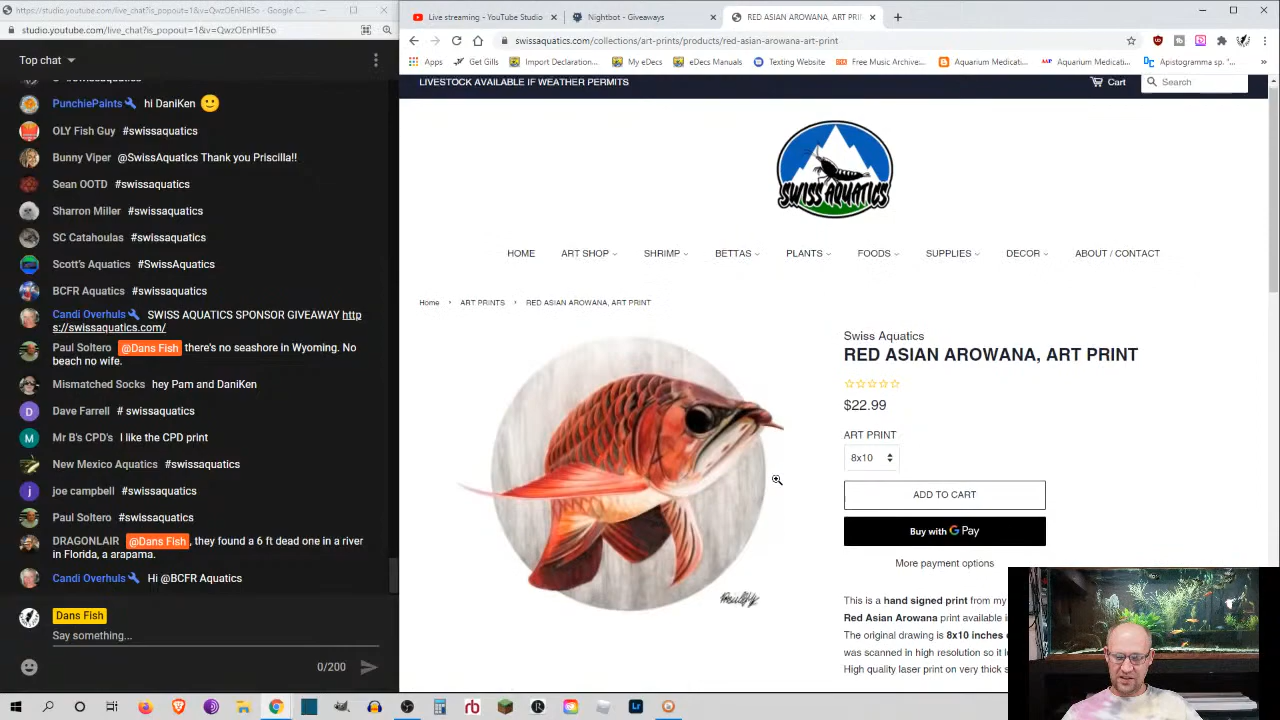 https://studio.youtube.com/live_chat?is_popout=1&v=QwzOEnHIE5o - Google C...
studio.youtube.com/live_chat?is_popout=1&v=QwzOEnHIE5o
Top chat
#swissaquatics
PunchiePaints hi DaniKen
OLY Fish Guy #swissaquatics
Bunny Viper @SwissAquatics Thank you Priscilla!!
Sean OOTD #swissaquatics
Sharron Miller #swissaquatics
SC Catahoulas #swissaquatics
Scott's Aquatics #SwissAquatics
BCFR Aquatics #swissaquatics
Candi Overhuls SWISS AQUATICS SPONSOR GIVEAWAY http
s://swissaquatics.com/
Paul Soltero @Dans Fish there's no seashore in Wyoming. No
beach no wife.
Mismatched Socks hey Pam and DaniKen
Dave Farrell # swissaquatics
Mr B's CPD's I like the CPD print
New Mexico Aquatics #swissaquatics
joe campbell #swissaquatics
Paul Soltero #swissaquatics
DRAGONLAIR @Dans Fish, they found a 6 ft dead one in a river
in Florida, a arapama.
Candi Overhuls Hi @BCFR Aquatics
Dans Fish
Say something...
0/200
Live streaming - YouTube Studio
Nightbot - Giveaways
RED ASIAN AROWANA, ART PRI
swissaquatics.com/collections/art-prints/products/red-asian-arowana-art-print
Apps Get Gills Import Declaration... My eDecs eDecs Manuals Texting Website Free Music Archive:... Aquarium Medicati... Aquarium Medicati... Apistogramma sp. "...
LIVESTOCK AVAILABLE IF WEATHER PERMITS
Cart
Search
SWISS AQUATICS
HOME ART SHOP SHRIMP BETTAS PLANTS FOODS SUPPLIES DECOR ABOUT / CONTACT
Home › ART PRINTS › RED ASIAN AROWANA, ART PRINT
Swiss Aquatics
RED ASIAN AROWANA, ART PRINT
$22.99
ART PRINT
8x10
ADD TO CART
Buy with G Pay
More payment options
This is a hand signed print from my
Red Asian Arowana print available
The original drawing is 8x10 inches
was scanned in high resolution so it
High quality laser print on very thick